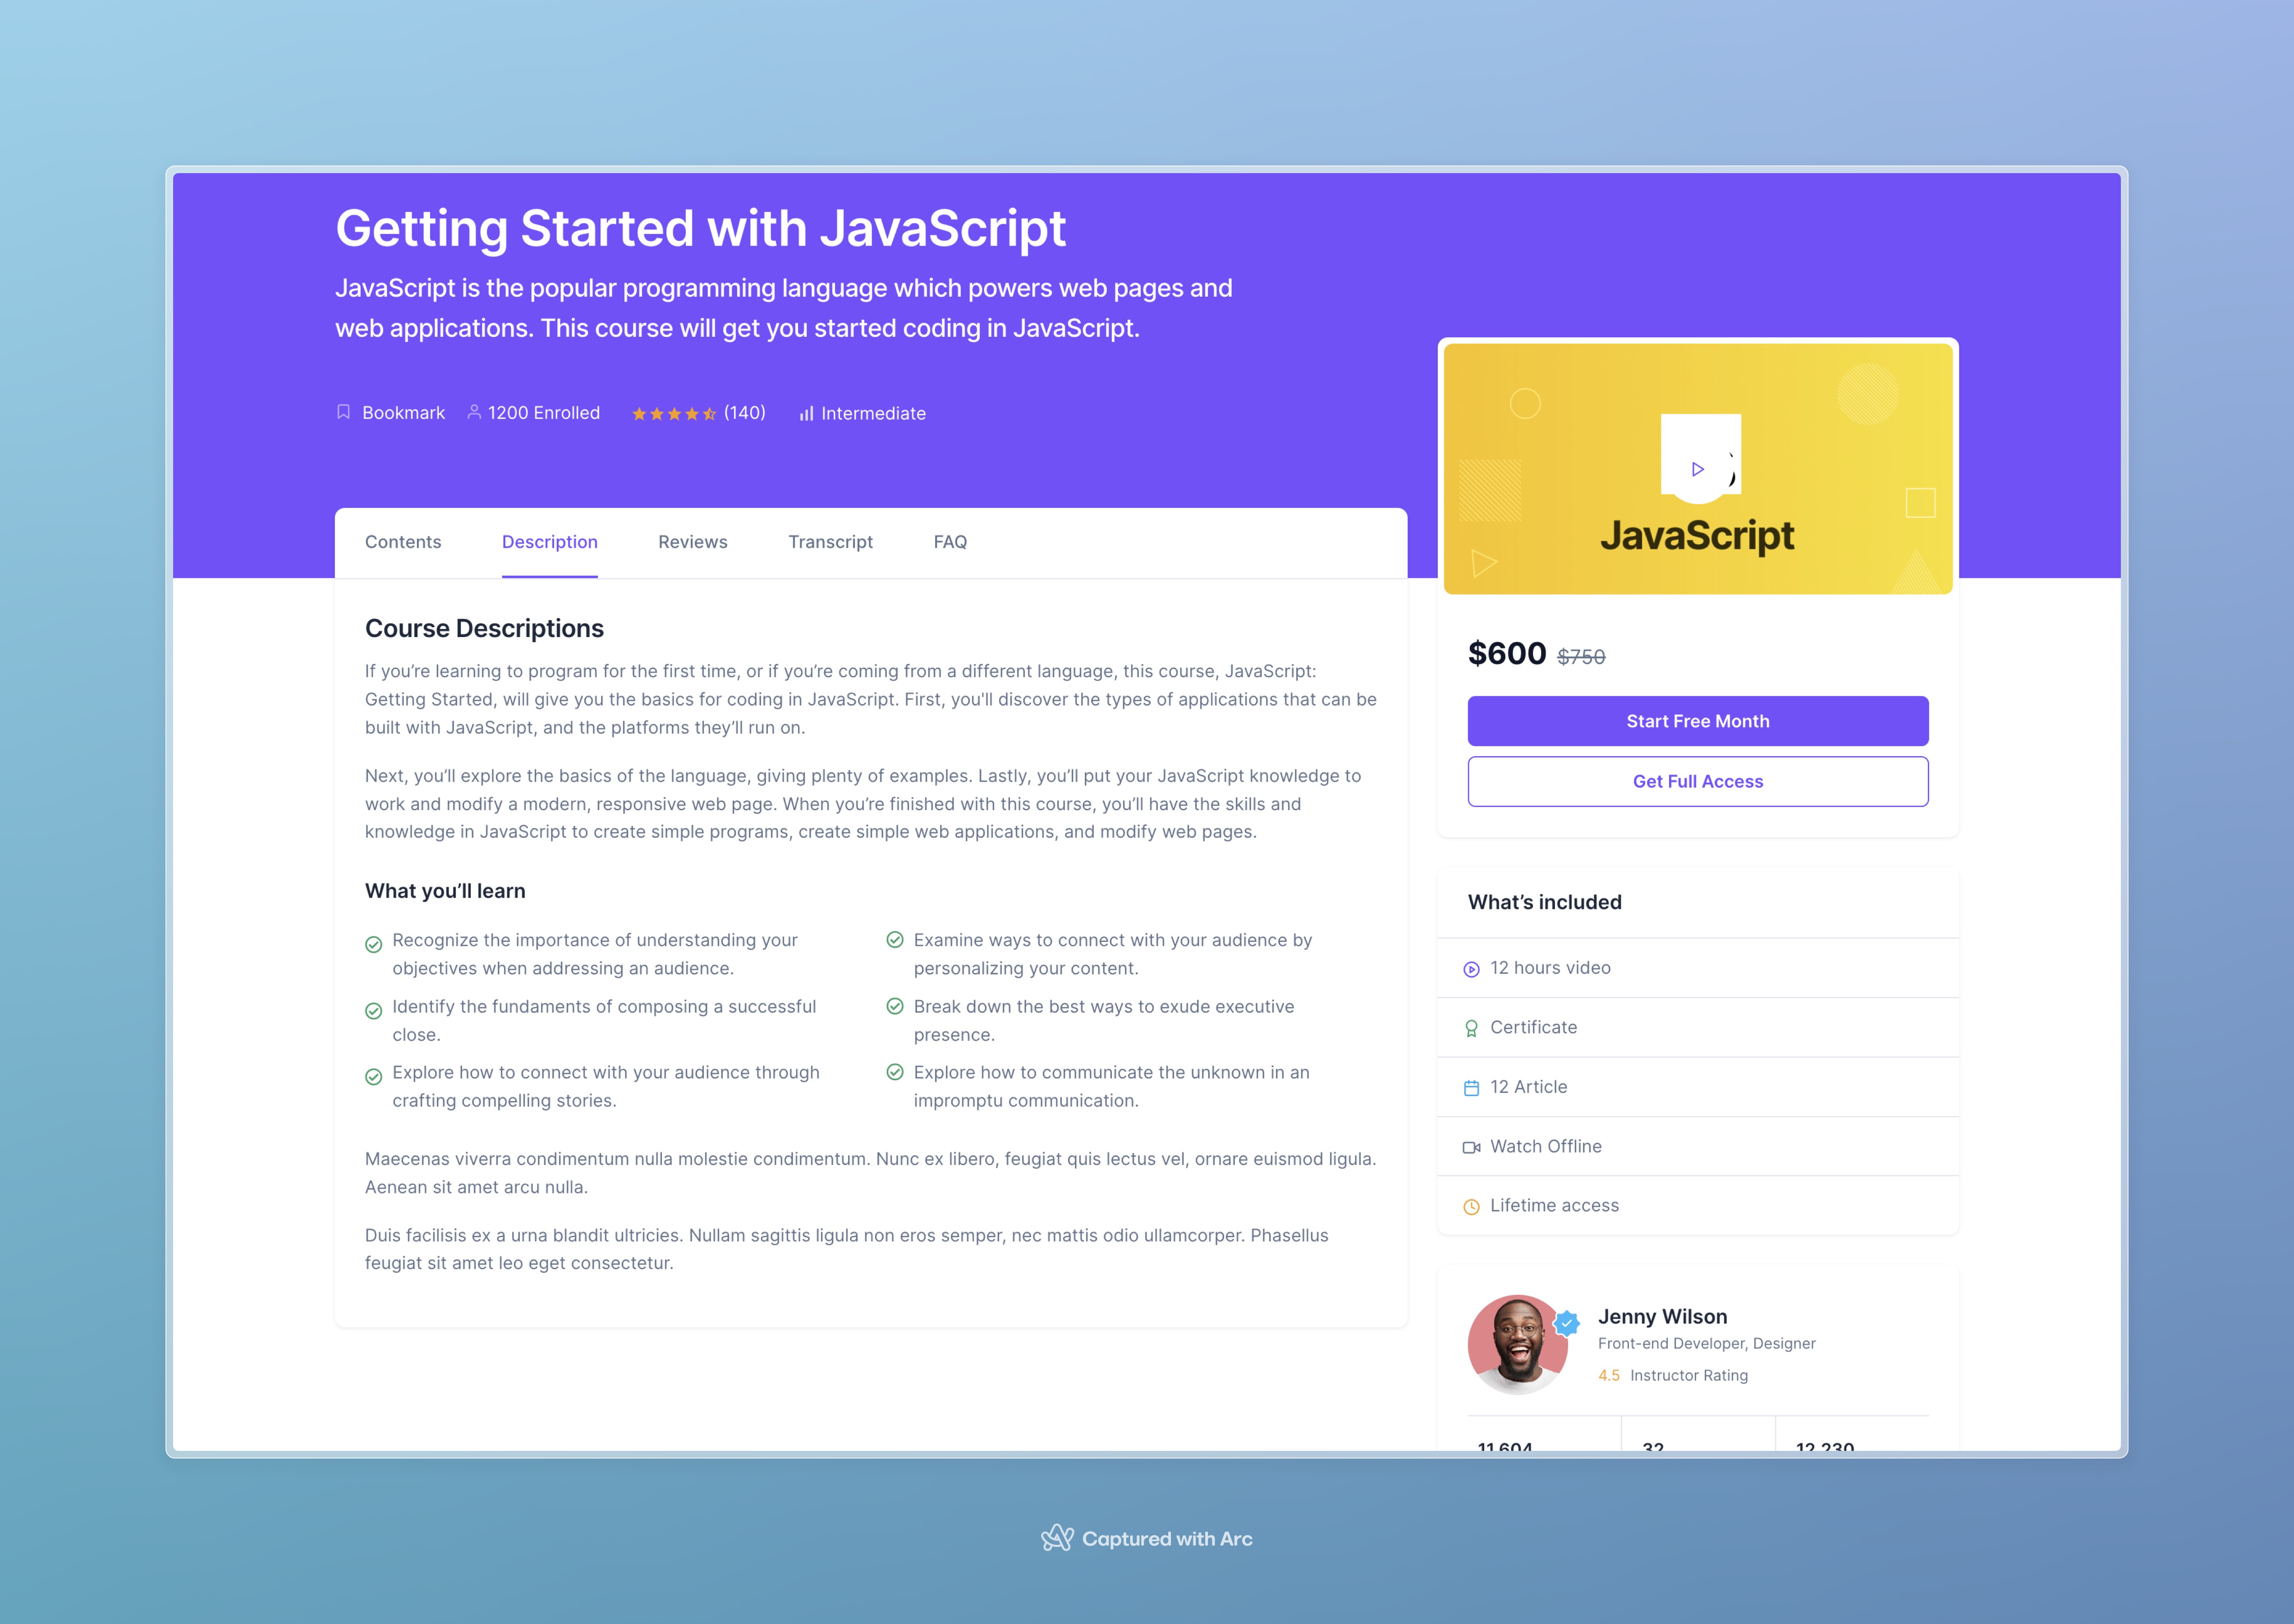 Getting Started with JavaScript
JavaScript is the popular programming language which powers web pages and
web applications. This course will get you started coding in JavaScript.
Bookmark
1200 Enrolled
(140)
Intermediate
Contents
Description
Reviews
Transcript
FAQ
Course Descriptions
If you’re learning to program for the first time, or if you’re coming from a different language, this course, JavaScript:
Getting Started, will give you the basics for coding in JavaScript. First, you'll discover the types of applications that can be
built with JavaScript, and the platforms they’ll run on.
Next, you’ll explore the basics of the language, giving plenty of examples. Lastly, you’ll put your JavaScript knowledge to
work and modify a modern, responsive web page. When you’re finished with this course, you’ll have the skills and
knowledge in JavaScript to create simple programs, create simple web applications, and modify web pages.
What you’ll learn
Recognize the importance of understanding your
objectives when addressing an audience.
Identify the fundaments of composing a successful
close.
Explore how to connect with your audience through
crafting compelling stories.
Examine ways to connect with your audience by
personalizing your content.
Break down the best ways to exude executive
presence.
Explore how to communicate the unknown in an
impromptu communication.
Maecenas viverra condimentum nulla molestie condimentum. Nunc ex libero, feugiat quis lectus vel, ornare euismod ligula.
Aenean sit amet arcu nulla.
Duis facilisis ex a urna blandit ultricies. Nullam sagittis ligula non eros semper, nec mattis odio ullamcorper. Phasellus
feugiat sit amet leo eget consectetur.
JavaScript
$600 $750
Start Free Month
Get Full Access
What’s included
12 hours video
Certificate
12 Article
Watch Offline
Lifetime access
Jenny Wilson
Front-end Developer, Designer
4.5 Instructor Rating
11,604
32
12,230
Captured with Arc